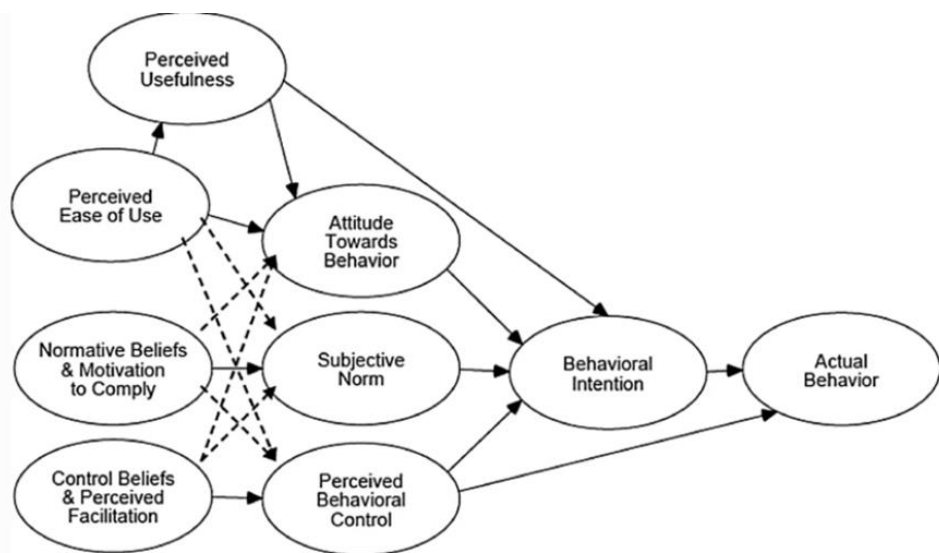 Perceived
Usefulness
Perceived
Ease of Use
Attitude
Towards
Behavior
Normative Beliefs
& Motivation
to Comply
Subjective
Norm
Behavioral
Intention
Actual
Behavior
Control Beliefs
& Perceived
Facilitation
Perceived
Behavioral
Control